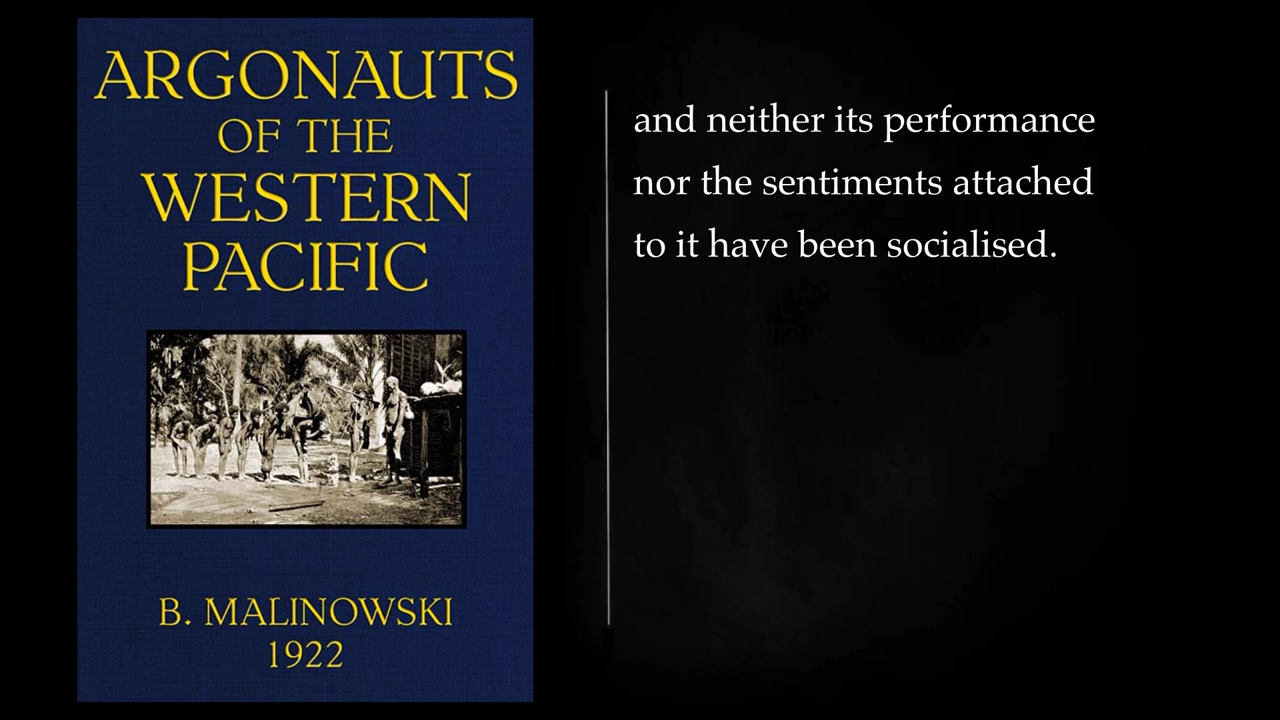 ARGONAUTS
OF THE
WESTERN
PACIFIC
B. MALINOWSKI
1922
and neither its performance
nor the sentiments attached
to it have been socialised.